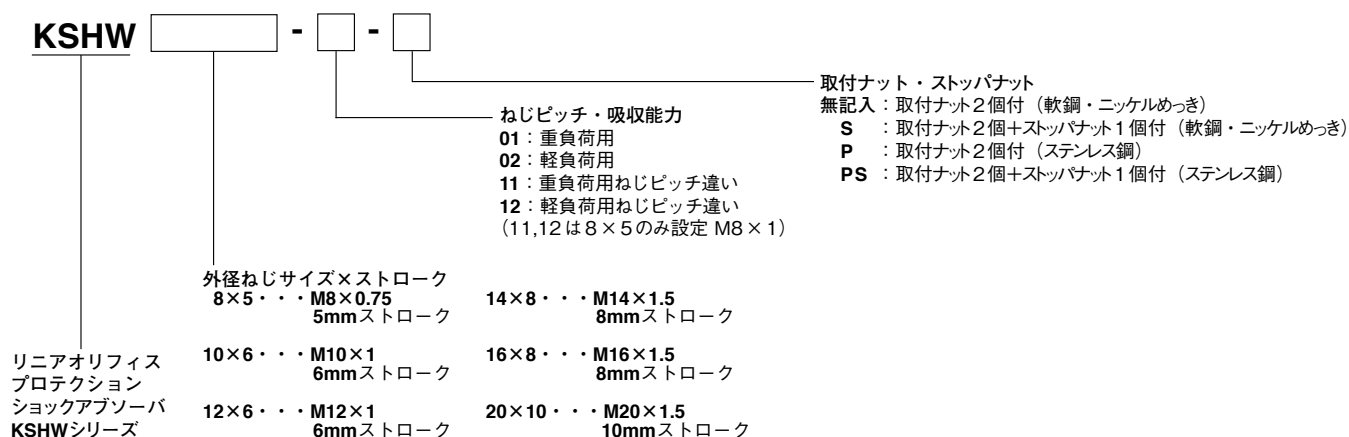 KSHW - -
取付ナット・ストッパナット
無記入：取付ナット2個付（軟鋼・ニッケルめっき）
S ：取付ナット2個＋ストッパナット1個付（軟鋼・ニッケルめっき）
P ：取付ナット2個付（ステンレス鋼）
PS ：取付ナット2個＋ストッパナット1個付（ステンレス鋼）
ねじピッチ・吸収能力
01：重負荷用
02：軽負荷用
11：重負荷用ねじピッチ違い
12：軽負荷用ねじピッチ違い
（11,12は8×5のみ設定 M8×1）
外径ねじサイズ×ストローク
8×5・・・M8×0.75
5mmストローク
10×6・・・M10×1
6mmストローク
12×6・・・M12×1
6mmストローク
14×8・・・M14×1.5
8mmストローク
16×8・・・M16×1.5
8mmストローク
20×10・・・M20×1.5
10mmストローク
リニアオリフィス
プロテクション
ショックアブソーバ
KSHWシリーズ